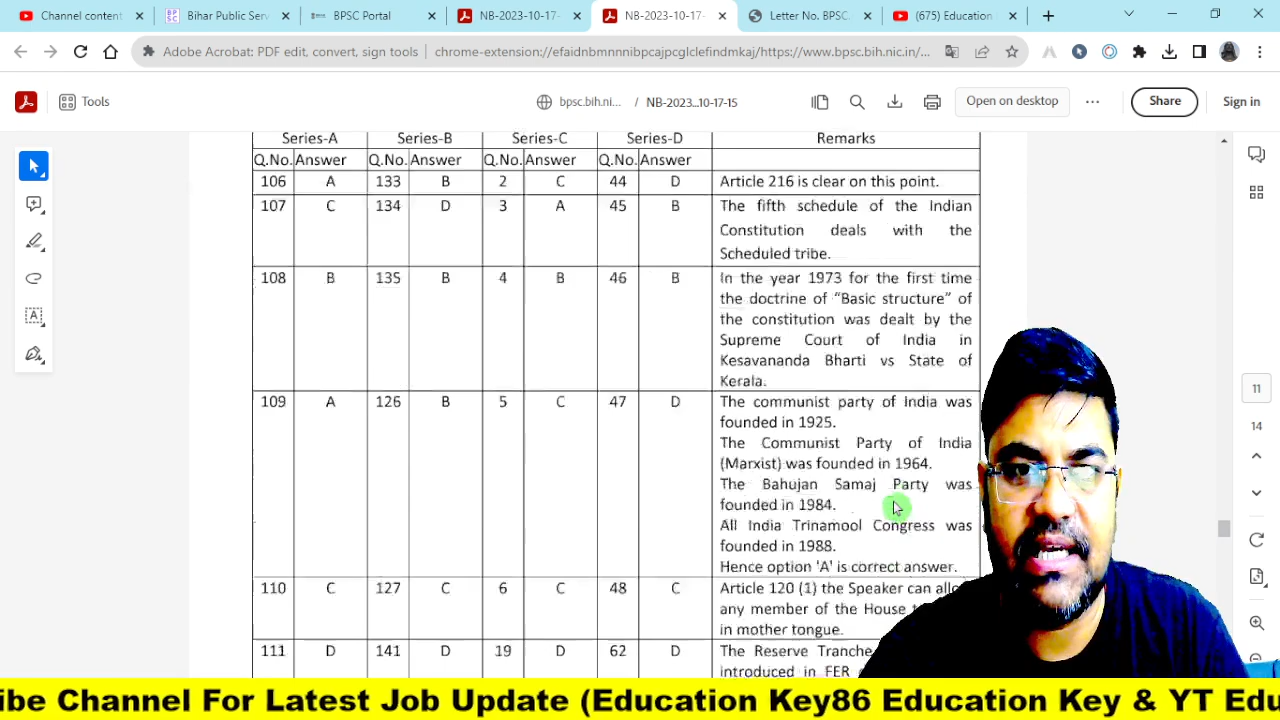 Channel content
Bihar Public Serv
BPSC Portal
NB-2023-10-17-
NB-2023-10-17-
Letter No. BPSC.
(675) Education
Adobe Acrobat: PDF edit, convert, sign tools | chrome-extension://efaidnbmnnnibpcajpcglclefindmkaj/https://www.bpsc.bih.nic.in/...
Tools
bpsc.bih.ni... / NB-2023...10-17-15
Open on desktop
Share
Sign in
Series-A Series-B Series-C Series-D Remarks
Q.No. Answer Q.No. Answer Q.No. Answer Q.No. Answer
106 A 133 B 2 C 44 D Article 216 is clear on this point.
107 C 134 D 3 A 45 B The fifth schedule of the Indian
Constitution deals with the
Scheduled tribe.
108 B 135 B 4 B 46 B In the year 1973 for the first time
the doctrine of "Basic structure" of
the constitution was dealt by the
Supreme Court of India in
Kesavananda Bharti vs State of
Kerala.
109 A 126 B 5 C 47 D The communist party of India was
founded in 1925.
The Communist Party of India
(Marxist) was founded in 1964.
The Bahujan Samaj Party was
founded in 1984.
All India Trinamool Congress was
founded in 1988.
Hence option 'A' is correct answer.
110 C 127 C 6 C 48 C Article 120 (1) the Speaker can
any member of the House
in mother tongue.
111 D 141 D 19 D 62 D The Reserve Tranche
introduced in FER
11
14
ibe Channel For Latest Job Update (Education Key86 Education Key & YT Edu